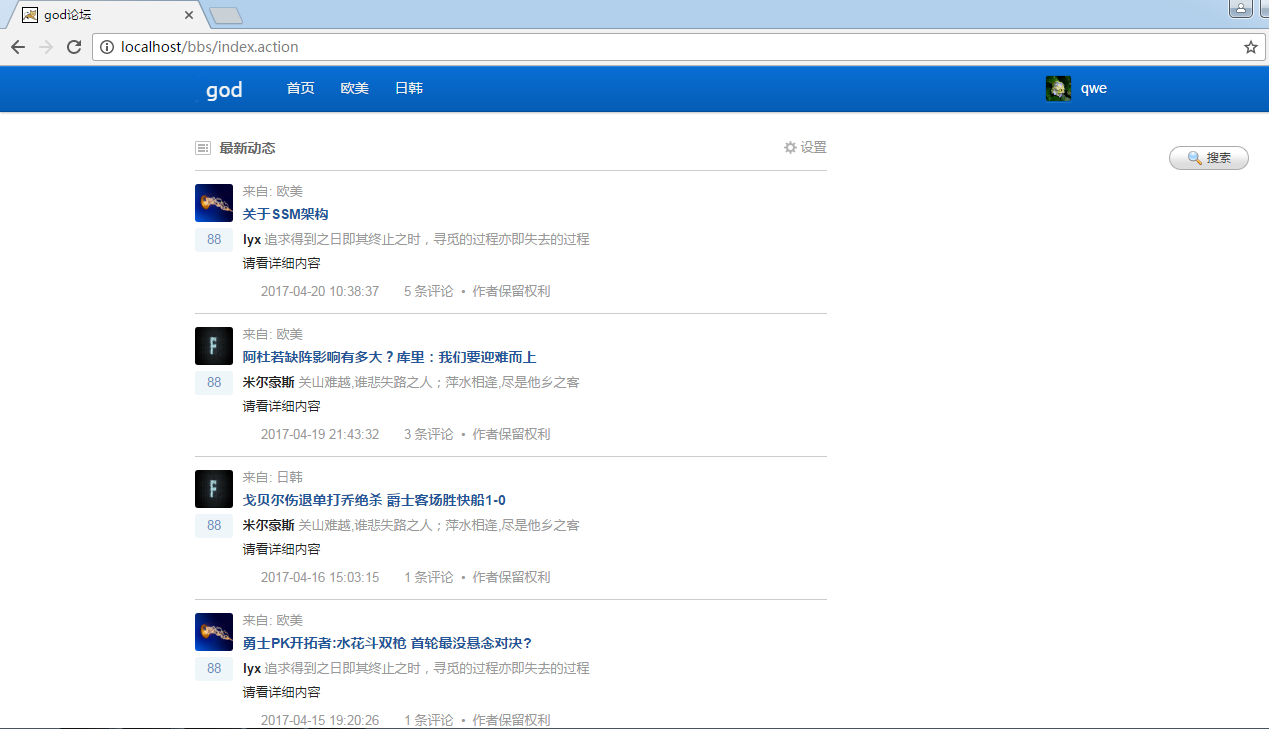 god论坛
localhost/bbs/index.action
god 首页 欧美 日韩 qwe
最新动态 设置
搜索
来自: 欧美
关于SSM架构
88 lyx 追求得到之日即其终止之时，寻觅的过程亦即失去的过程
请看详细内容
2017-04-20 10:38:37 5 条评论 • 作者保留权利
来自: 欧美
阿杜若缺阵影响有多大？库里：我们要迎难而上
88 米尔豪斯 关山难越,谁悲失路之人；萍水相逢,尽是他乡之客
请看详细内容
2017-04-19 21:43:32 3 条评论 • 作者保留权利
来自: 日韩
戈贝尔伤退单打乔绝杀 爵士客场胜快船1-0
88 米尔豪斯 关山难越,谁悲失路之人；萍水相逢,尽是他乡之客
请看详细内容
2017-04-16 15:03:15 1 条评论 • 作者保留权利
来自: 欧美
勇士PK开拓者:水花斗双枪 首轮最没悬念对决?
88 lyx 追求得到之日即其终止之时，寻觅的过程亦即失去的过程
请看详细内容
2017-04-15 19:20:26 1 条评论 • 作者保留权利